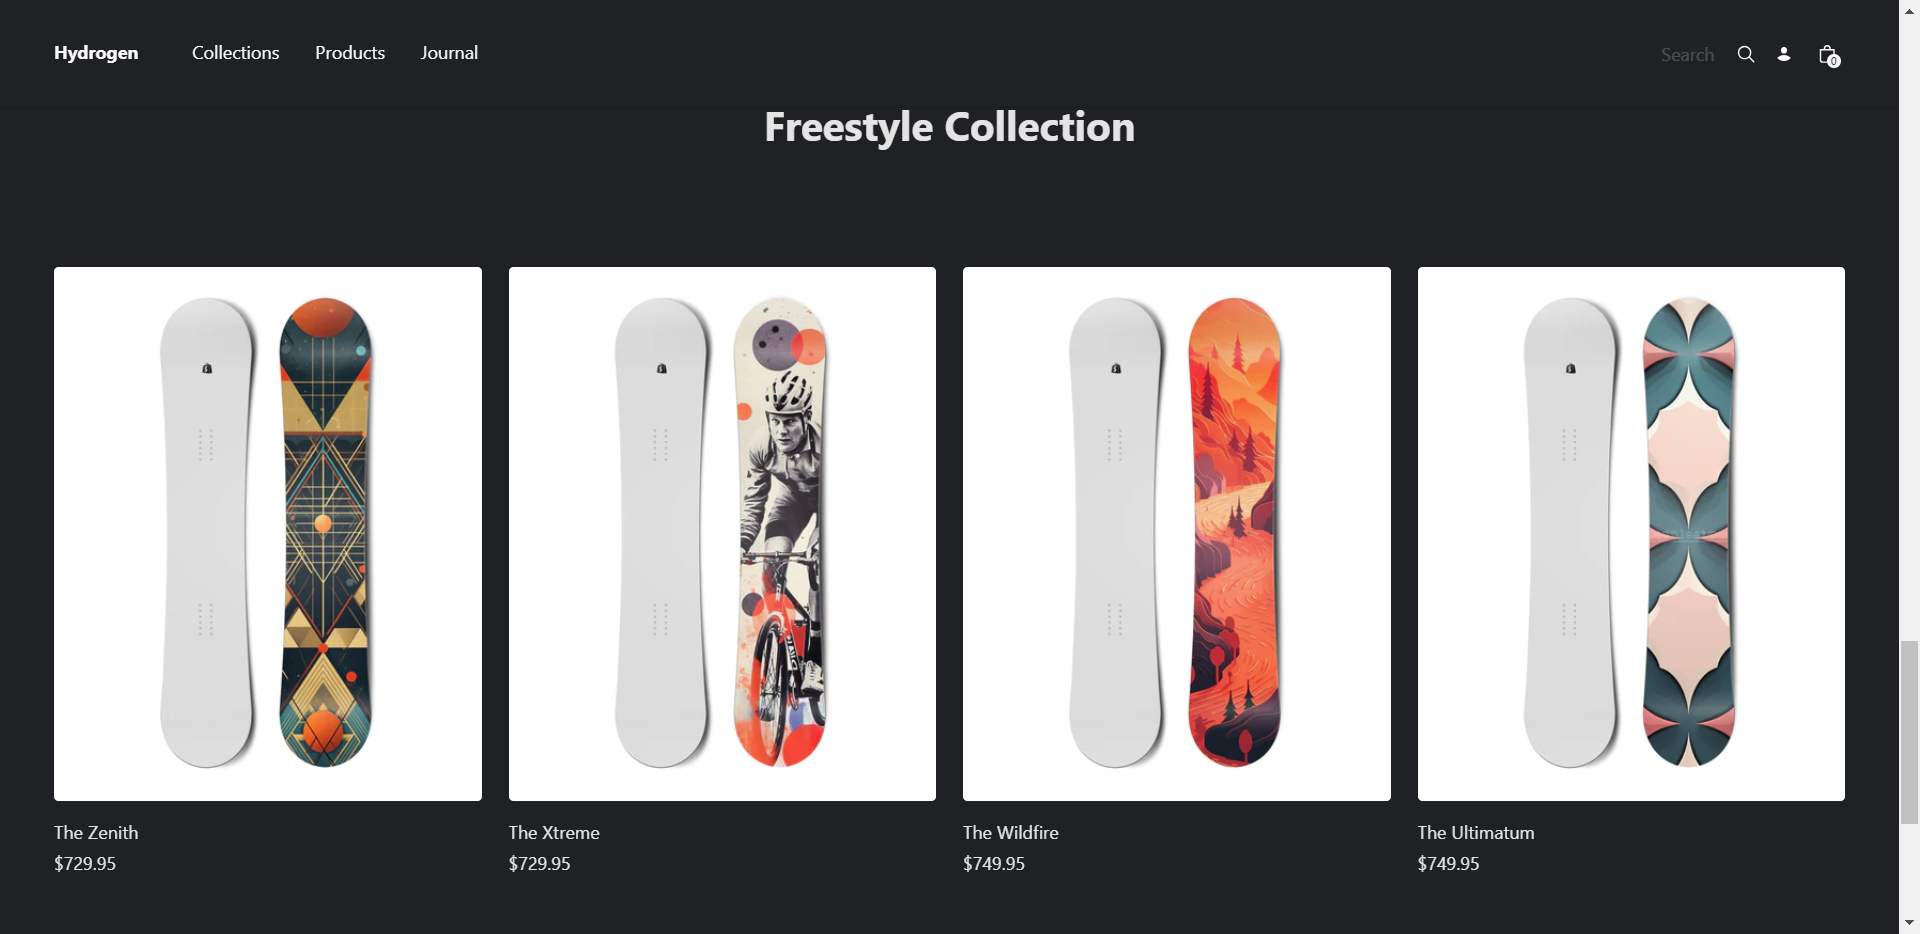 Hydrogen
Collections
Products
Journal
Search
0
Freestyle Collection
The Zenith
$729.95
The Xtreme
$729.95
The Wildfire
$749.95
The Ultimatum
$749.95